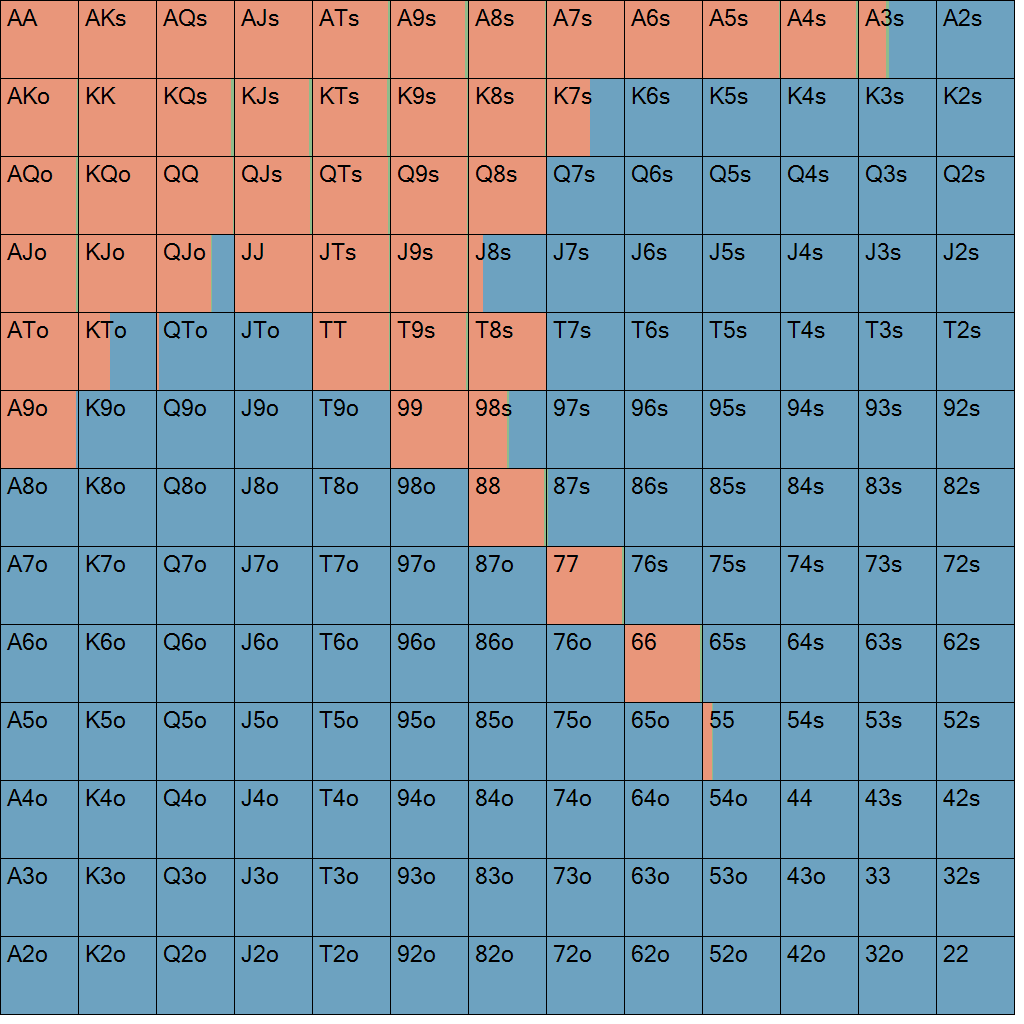 AA AKs AQs AJs ATs A9s A8s A7s A6s A5s A4s A3s A2s
AKo KK KQs KJs KTs K9s K8s K7s K6s K5s K4s K3s K2s
AQo KQo QQ QJs QTs Q9s Q8s Q7s Q6s Q5s Q4s Q3s Q2s
AJo KJo QJo JJ JTs J9s J8s J7s J6s J5s J4s J3s J2s
ATo KTo QTo JTo TT T9s T8s T7s T6s T5s T4s T3s T2s
A9o K9o Q9o J9o T9o 99 98s 97s 96s 95s 94s 93s 92s
A8o K8o Q8o J8o T8o 98o 88 87s 86s 85s 84s 83s 82s
A7o K7o Q7o J7o T7o 97o 87o 77 76s 75s 74s 73s 72s
A6o K6o Q6o J6o T6o 96o 86o 76o 66 65s 64s 63s 62s
A5o K5o Q5o J5o T5o 95o 85o 75o 65o 55 54s 53s 52s
A4o K4o Q4o J4o T4o 94o 84o 74o 64o 54o 44 43s 42s
A3o K3o Q3o J3o T3o 93o 83o 73o 63o 53o 43o 33 32s
A2o K2o Q2o J2o T2o 92o 82o 72o 62o 52o 42o 32o 22